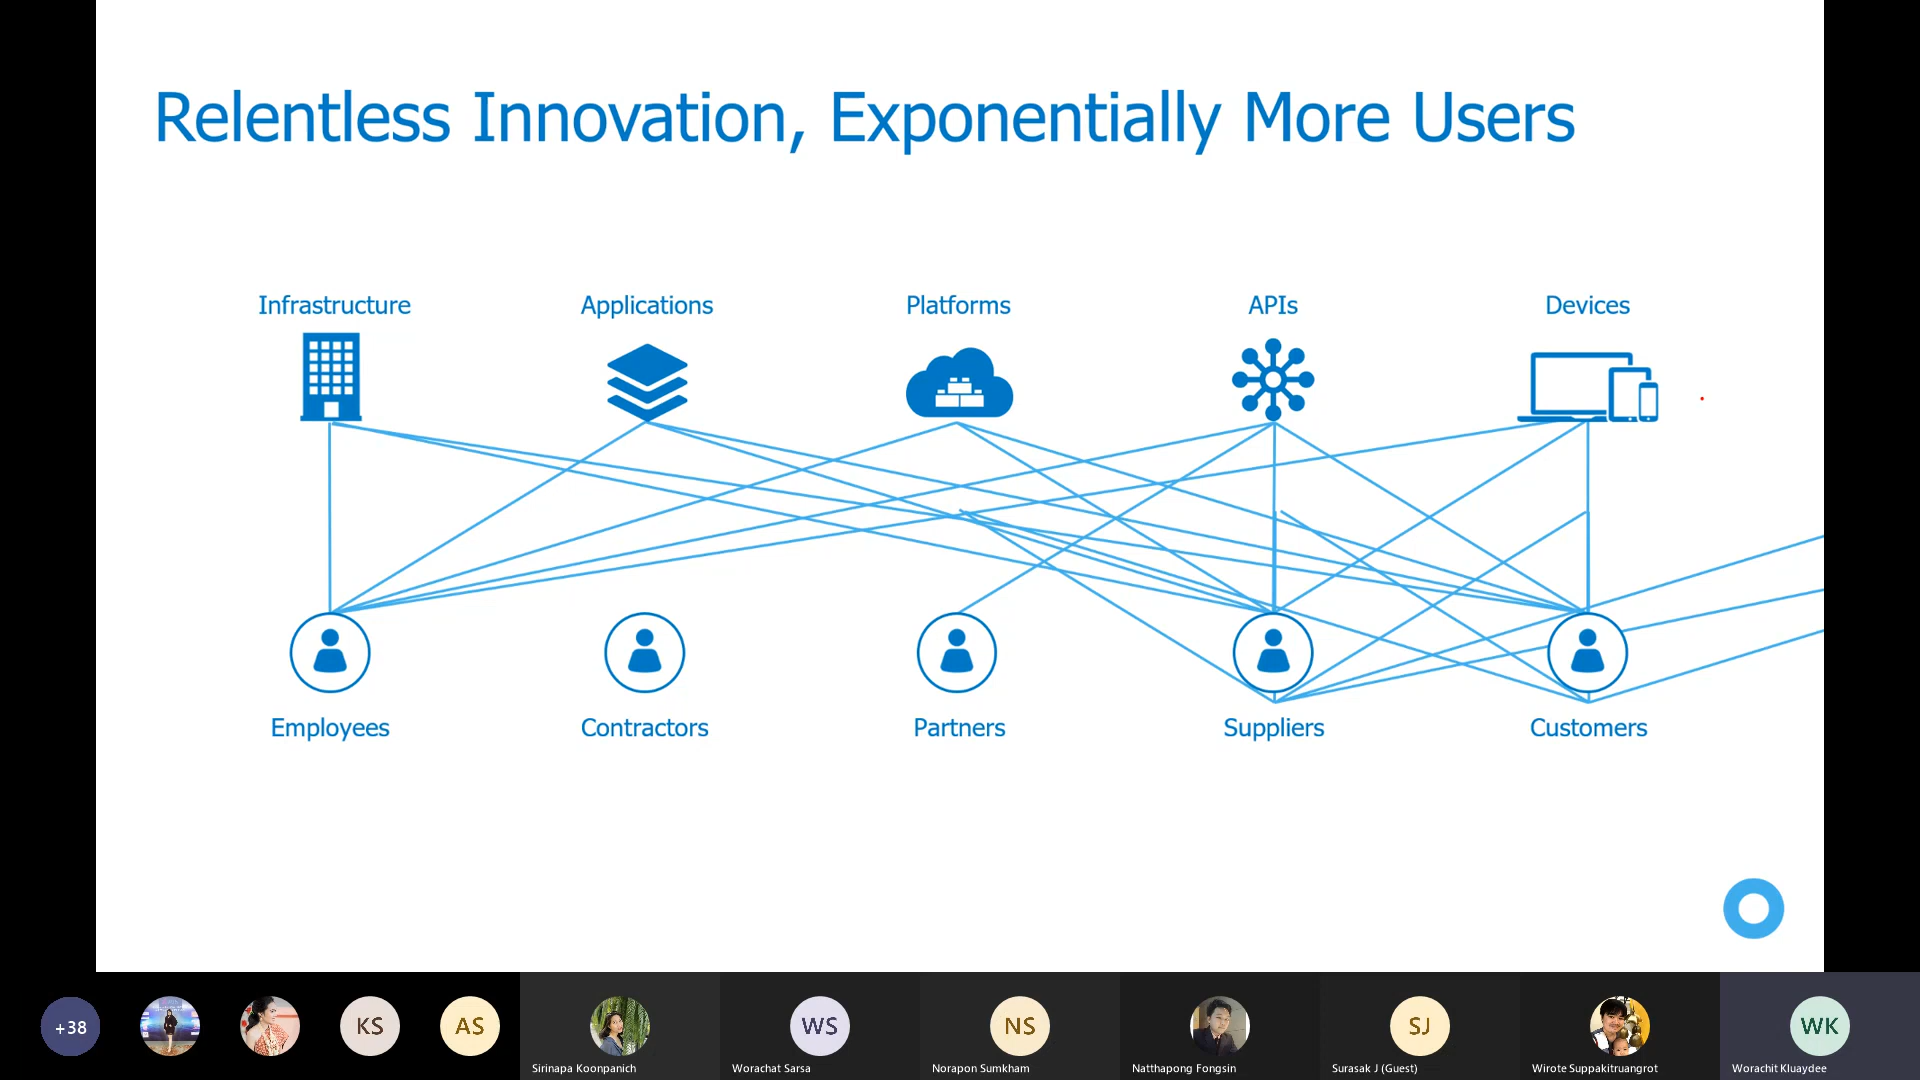 Relentless Innovation, Exponentially More Users
Infrastructure
Applications
Platforms
APIs
Devices
Employees
Contractors
Partners
Suppliers
Customers
+38
KS
AS
WS
NS
SJ
WK
Sirinapa Koonpanich
Worachat Sarsa
Norapon Sumkham
Natthapong Fongsin
Surasak J (Guest)
Wirote Suppakitruangrot
Worachit Kluaydee